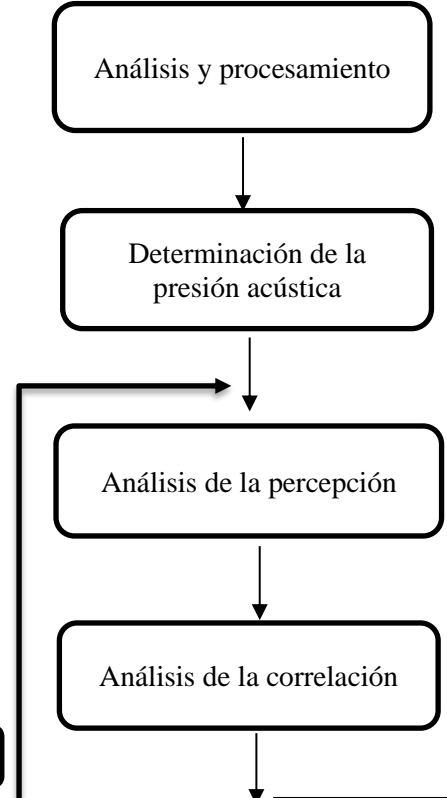 Análisis y procesamiento
Determinación de la
presión acústica
Análisis de la percepción
Análisis de la correlación